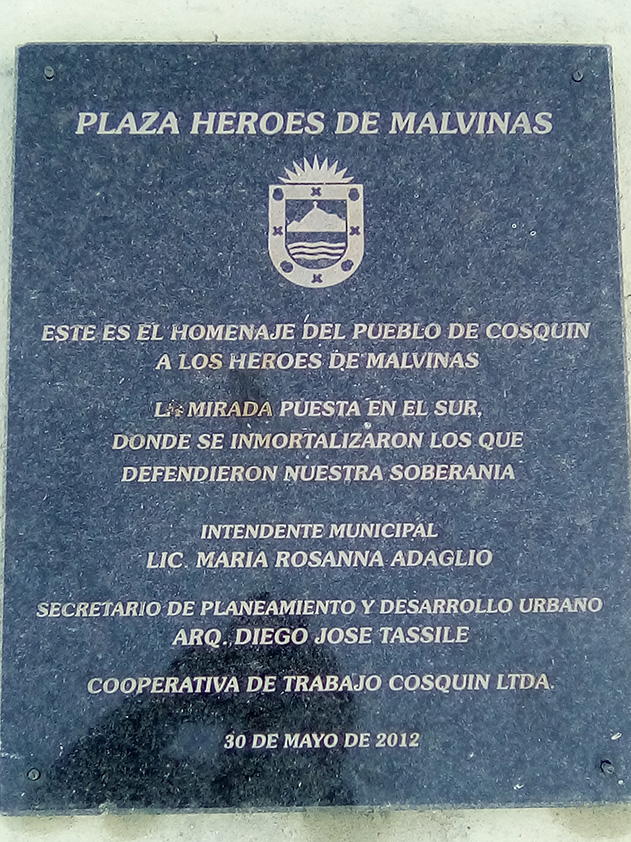 PLAZA HEROES DE MALVINAS
ESTE ES EL HOMENAJE DEL PUEBLO DE COSQUIN
A LOS HEROES DE MALVINAS
LA MIRADA PUESTA EN EL SUR,
DONDE SE INMORTALIZARON LOS QUE
DEFENDIERON NUESTRA SOBERANIA
INTENDENTE MUNICIPAL
LIC. MARIA ROSANNA ADAGLIO
SECRETARIO DE PLANEAMIENTO Y DESARROLLO URBANO
ARQ. DIEGO JOSE TASSILE
COOPERATIVA DE TRABAJO COSQUIN LTDA.
30 DE MAYO DE 2012